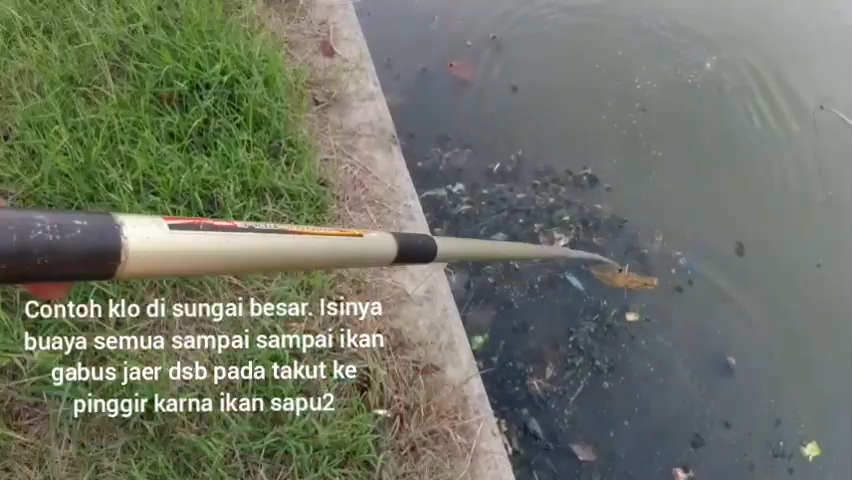 Contoh klo di sungai besar. Isinya
buaya semua sampai sampai ikan
gabus jaer dsb pada takut ke
pinggir karna ikan sapu2